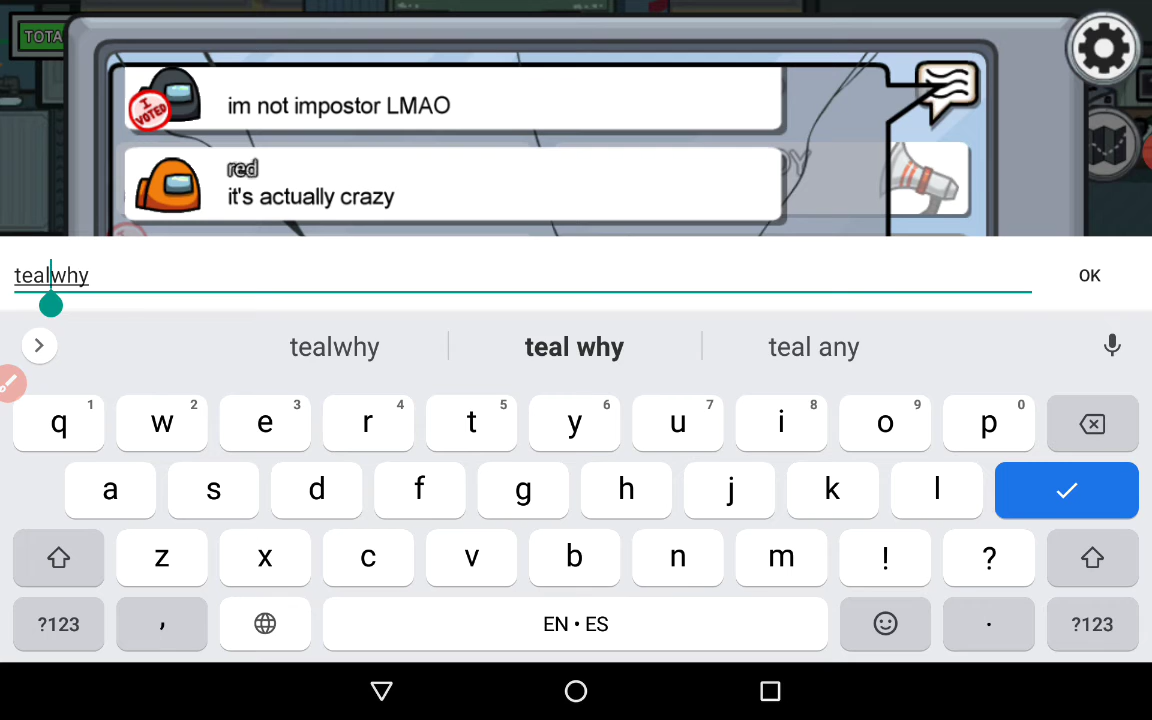 TOTA
im not impostor LMAO
I VOTED
red
it's actually crazy
tealwhy
OK
tealwhy
teal why
teal any
q 1 w 2 e 3 r 4 t 5 y 6 u 7 i 8 o 9 p 0
a s d f g h j k l
z x c v b n m ! ?
?123 , EN • ES . ?123